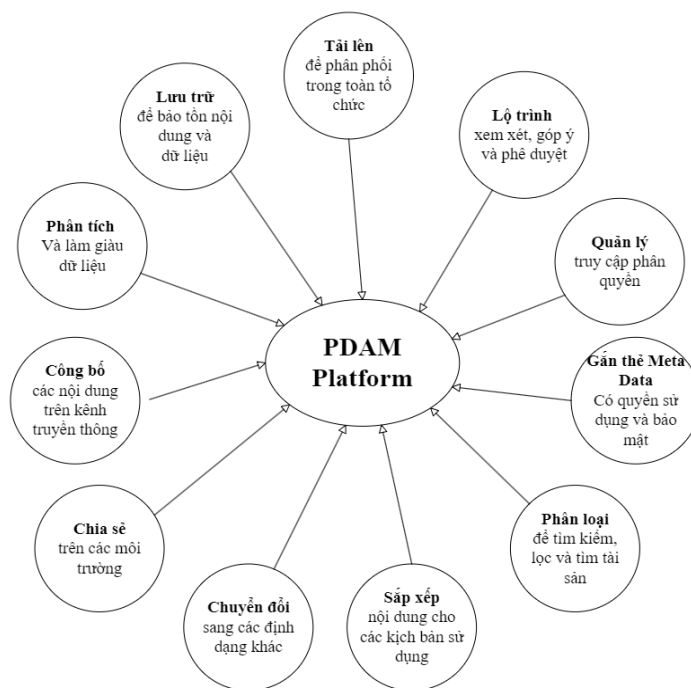 Tải lên
để phân phối
trong toàn tổ
chức
Lộ trình
xem xét, góp ý
và phê duyệt
Quản lý
truy cập phân
quyền
Gắn thẻ Meta
Data
Có quyền sử
dụng và bảo
mật
Phân loại
để tìm kiếm,
lọc và tìm tài
sản
Sắp xếp
nội dung cho
các kịch bản sử
dụng
Chuyển đổi
sang các định
dạng khác
Chia sẻ
trên các môi
trường
Công bố
các nội dung
trên kênh
truyền thông
Phân tích
Và làm giàu
dữ liệu
Lưu trữ
để bảo tồn nội
dung và
dữ liệu
PDAM
Platform